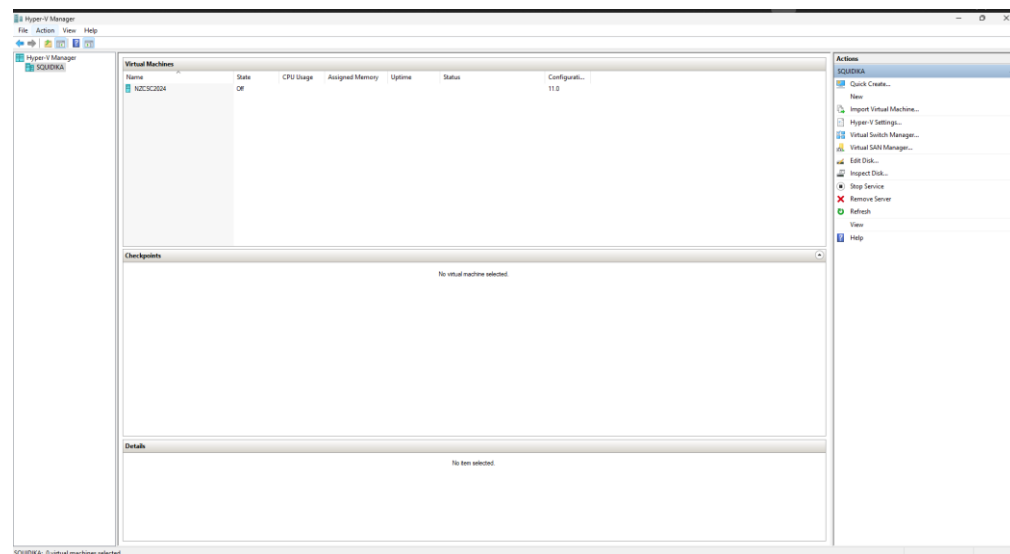 Hyper-V Manager
File Action View Help
Hyper-V Manager
SQUIDIKA
Virtual Machines
Name State CPU Usage Assigned Memory Uptime Status Configurati...
NZCSC2024 Off 11.0
Checkpoints
No virtual machine selected.
Details
No item selected.
Actions
SQUIDIKA
Quick Create...
New
Import Virtual Machine...
Hyper-V Settings...
Virtual Switch Manager...
Virtual SAN Manager...
Edit Disk...
Inspect Disk...
Stop Service
Remove Server
Refresh
View
Help
SQUIDIKA: 0 virtual machines selected.